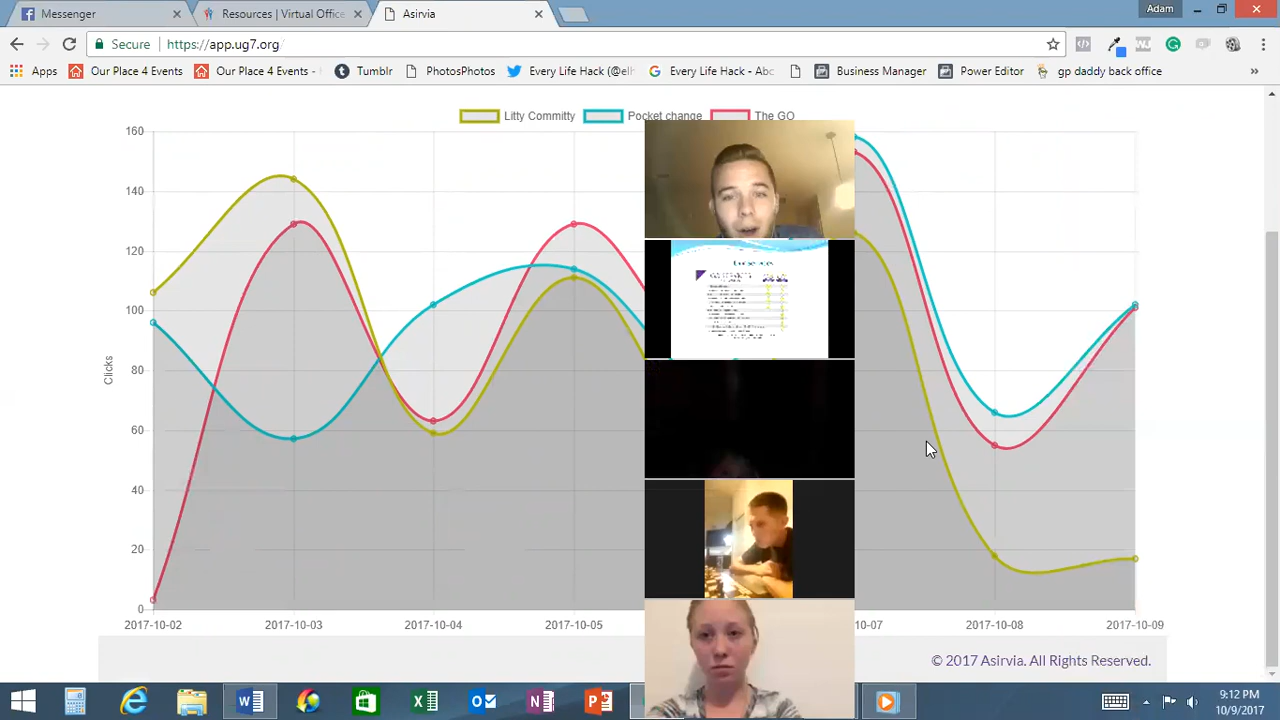 Messenger
Resources | Virtual Office
Asirvia
Adam
Secure
https://app.ug7.org
Apps
Our Place 4 Events
Our Place 4 Events -
Tumblr
PhotosPhotos
Every Life Hack (@elh
Every Life Hack - Abc
Business Manager
Power Editor
gp daddy back office
Litty Committy
Pocket change
The GO
160
140
120
100
80
60
40
20
0
Clicks
2017-10-02
2017-10-03
2017-10-04
2017-10-05
0-07
2017-10-08
2017-10-09
© 2017 Asirvia. All Rights Reserved.
9:12 PM
10/9/2017